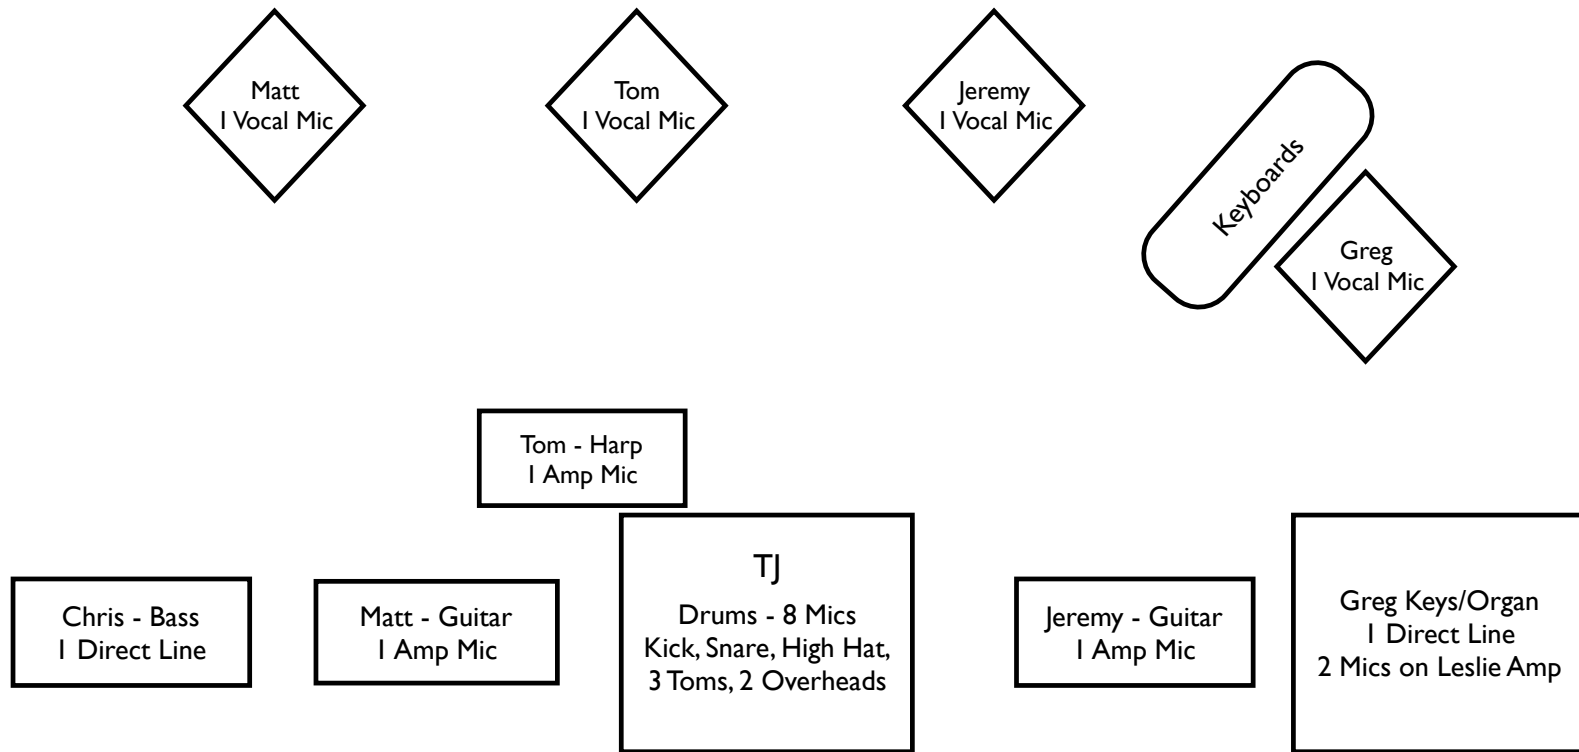 Matt
1 Vocal Mic
Tom
1 Vocal Mic
Jeremy
1 Vocal Mic
Keyboards
Greg
1 Vocal Mic
Tom - Harp
1 Amp Mic
Chris - Bass
1 Direct Line
Matt - Guitar
1 Amp Mic
TJ
Drums - 8 Mics
Kick, Snare, High Hat,
3 Toms, 2 Overheads
Jeremy - Guitar
1 Amp Mic
Greg Keys/Organ
1 Direct Line
2 Mics on Leslie Amp